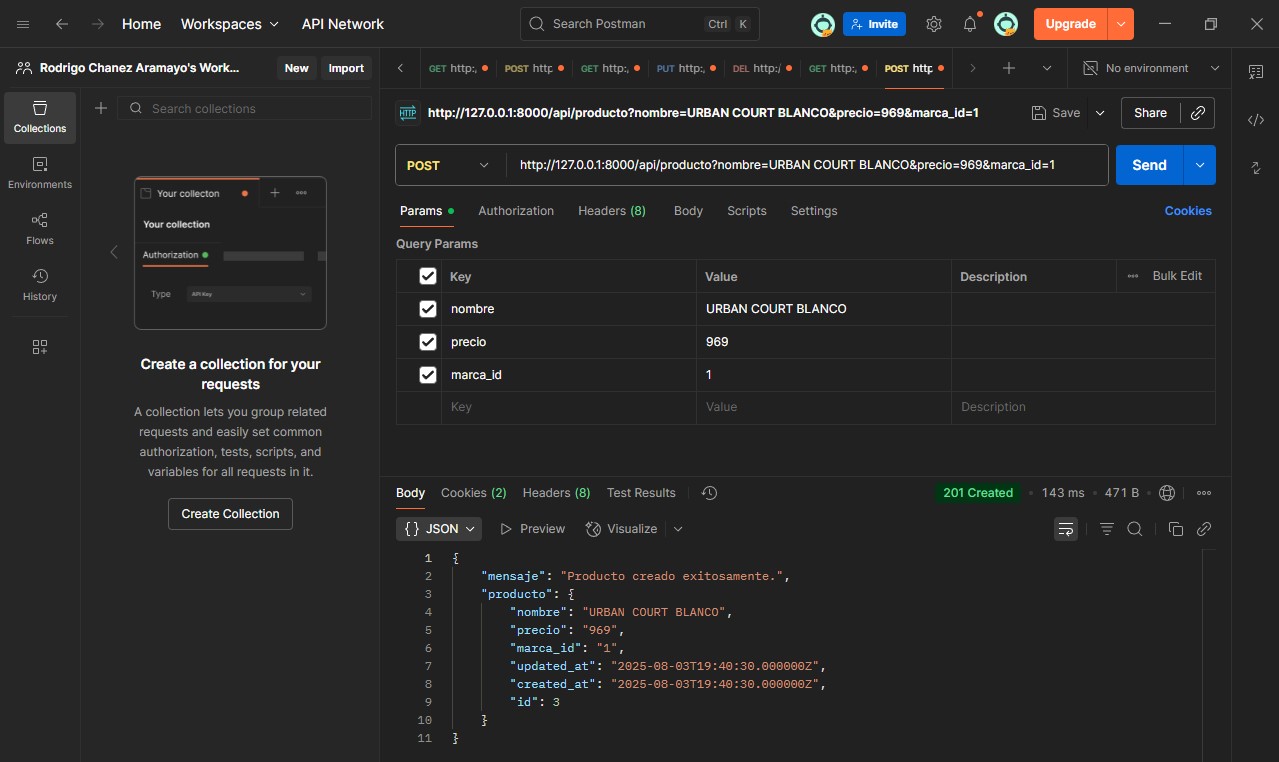 Home Workspaces API Network Search Postman Ctrl K Invite Upgrade
Rodrigo Chanez Aramayo's Work... New Import
GET http:, POST http GET http:, PUT http:, DEL http:/ GET http:, POST http No environment
Collections
Environments
Flows
History
Search collections
Your collecton
Your collection
Authorization
Type API Key
Create a collection for your
requests
A collection lets you group related
requests and easily set common
authorization, tests, scripts, and
variables for all requests in it.
Create Collection
HTTP http://127.0.0.1:8000/api/producto?nombre=URBAN COURT BLANCO&precio=969&marca_id=1 Save Share
POST http://127.0.0.1:8000/api/producto?nombre=URBAN COURT BLANCO&precio=969&marca_id=1 Send
Params Authorization Headers (8) Body Scripts Settings Cookies
Query Params
Key Value Description Bulk Edit
nombre URBAN COURT BLANCO
precio 969
marca_id 1
Key Value Description
Body Cookies (2) Headers (8) Test Results 201 Created 143 ms 471 B
{} JSON Preview Visualize
1 {
2 "mensaje": "Producto creado exitosamente.",
3 "producto": {
4 "nombre": "URBAN COURT BLANCO",
5 "precio": "969",
6 "marca_id": "1",
7 "updated_at": "2025-08-03T19:40:30.000000Z",
8 "created_at": "2025-08-03T19:40:30.000000Z",
9 "id": 3
10 }
11 }